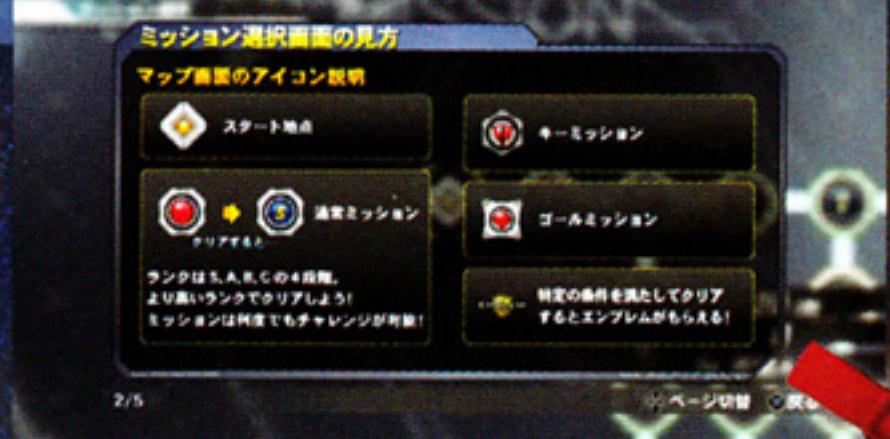 ミッション選択画面の見方
マップ画面のアイコン説明
スタート地点
キーミッション
S
通常ミッション
クリアすると
ゴールミッション
ランクはS,A,B,Cの4段階。
より高いランクでクリアしよう!
ミッションは何度でもチャレンジが可能!
特定の条件を満たしてクリア
するとエンブレムがもらえる!
2/5
ページ切替
戻る